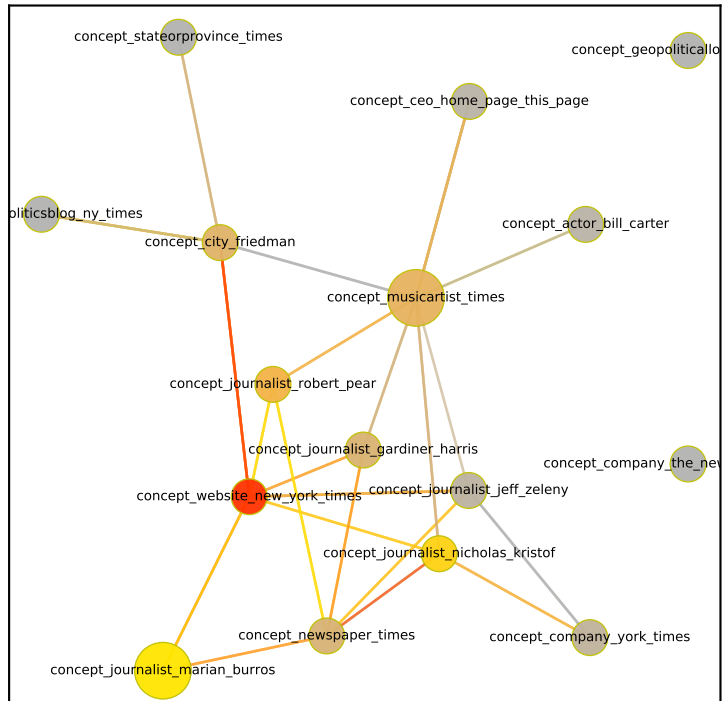 concept_stateorprovince_times
concept_geopoliticallo
concept_ceo_home_page_this_page
oliticsblog_ny_times
concept_actor_bill_carter
concept_city_friedman
concept_musicartist_times
concept_journalist_robert_pear
concept_journalist_gardiner_harris
concept_company_the_new
concept_journalist_jeff_zeleny
concept_website_new_york_times
concept_journalist_nicholas_kristof
concept_newspaper_times
concept_company_york_times
concept_journalist_marian_burros